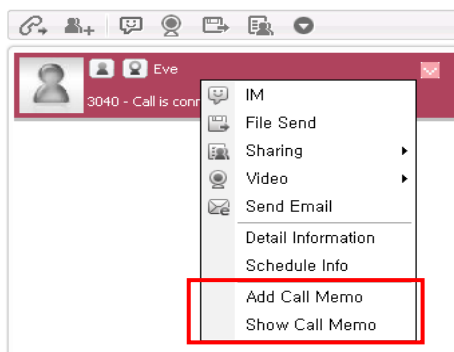 Eve
3040 - Call is conn
IM
File Send
Sharing
Video
Send Email
Detail Information
Schedule Info
Add Call Memo
Show Call Memo